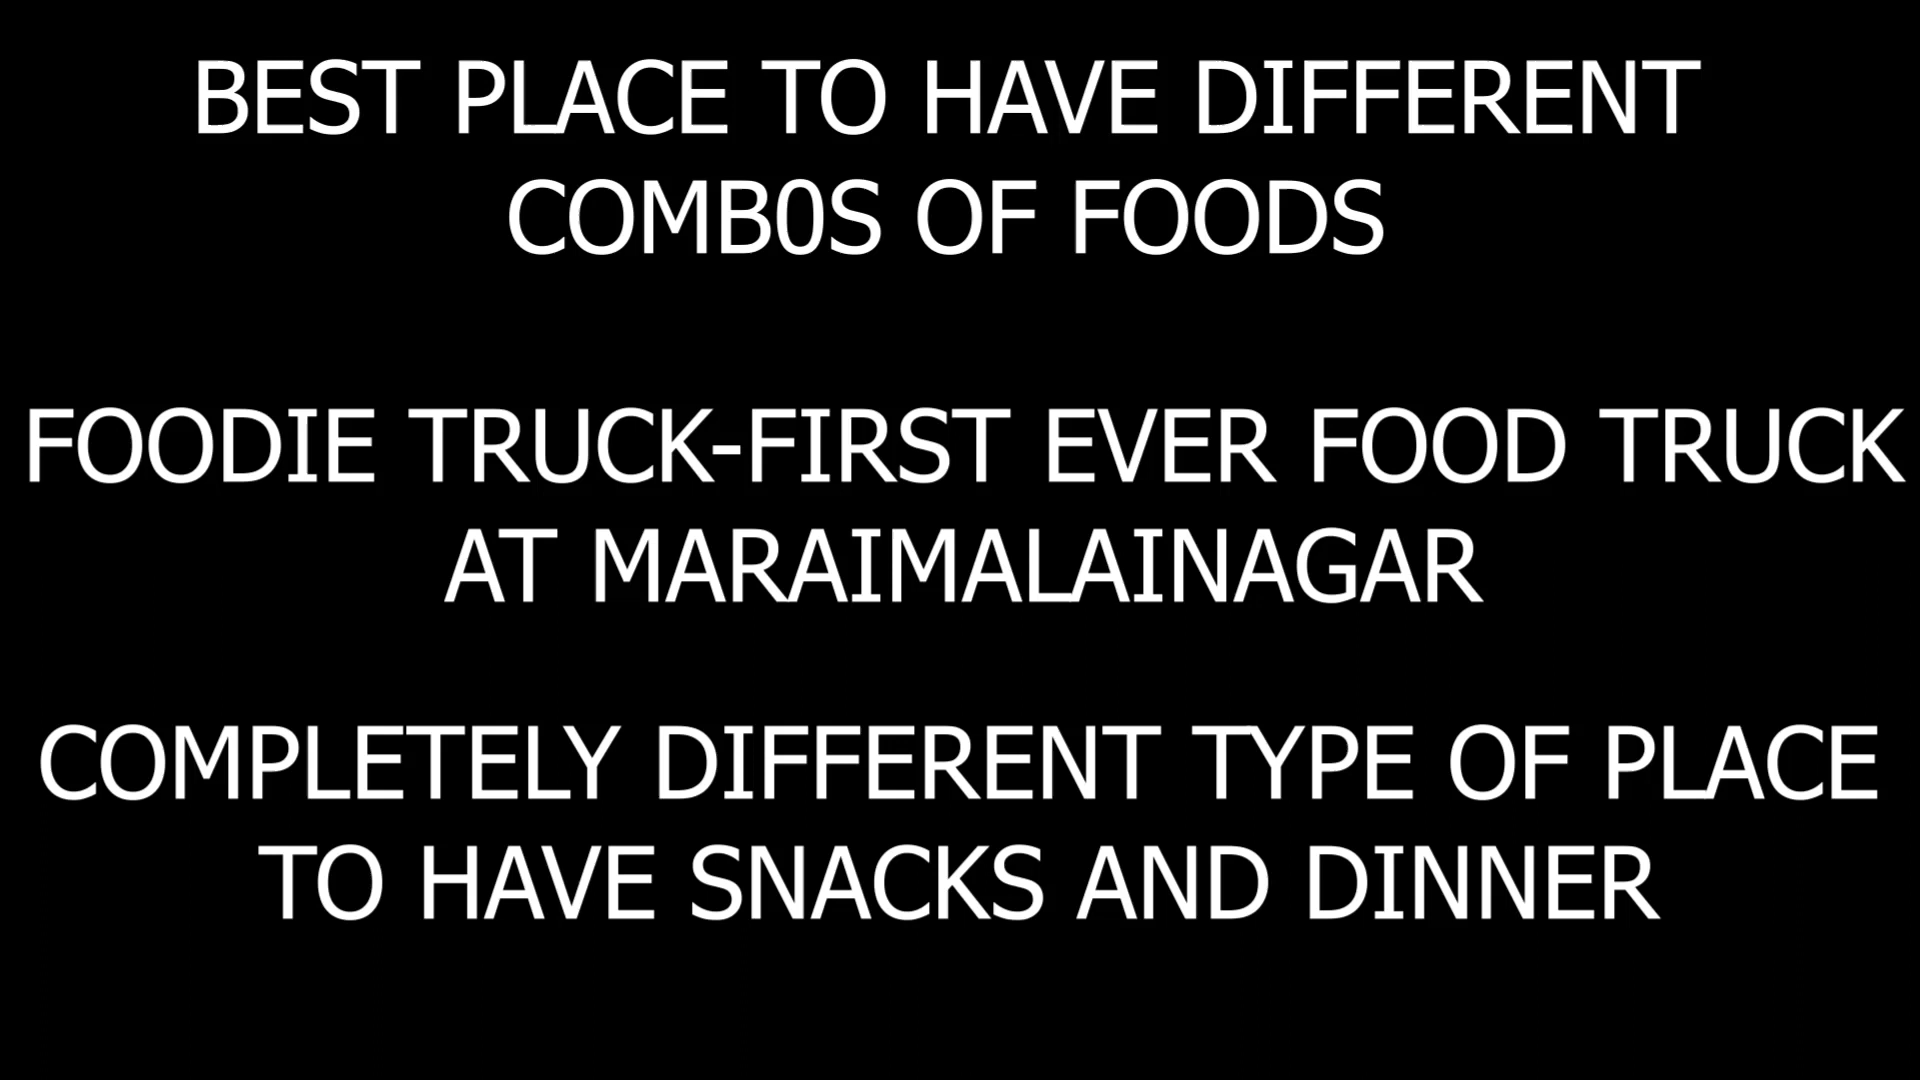 BEST PLACE TO HAVE DIFFERENT
COMB0S OF FOODS
FOODIE TRUCK-FIRST EVER FOOD TRUCK
AT MARAIMALAINAGAR
COMPLETELY DIFFERENT TYPE OF PLACE
TO HAVE SNACKS AND DINNER